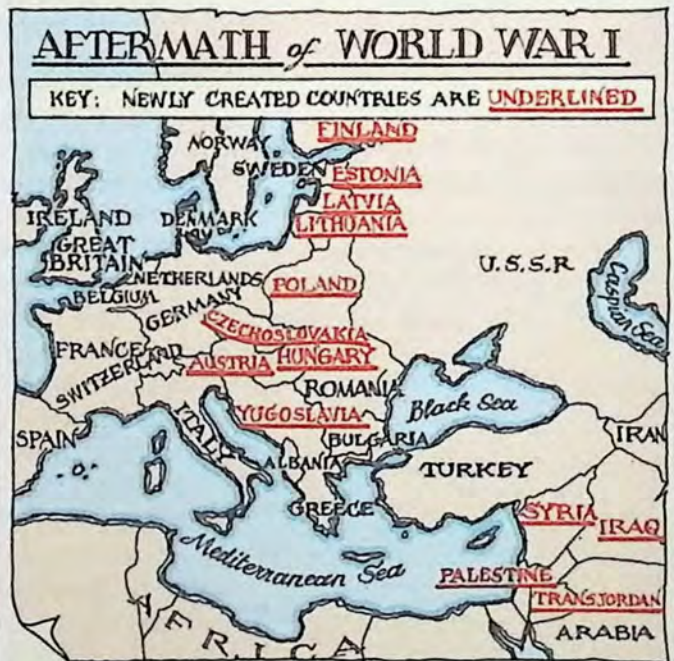 AFTERMATH of WORLD WAR I
KEY: NEWLY CREATED COUNTRIES ARE UNDERLINED
FINLAND
NORWAY
SWEDEN
ESTONIA
LATVIA
IRELAND
DENMARK
LITHUANIA
GREAT
BRITAIN
U.S.S.R
Caspian Sea
NETHERLANDS
POLAND
BELGIUM
GERMANY
CZECHOSLOVAKIA
FRANCE
SWITZERLAND
AUSTRIA
HUNGARY
ROMANIA
Black Sea
YUGOSLAVIA
SPAIN
ITALY
BULGARIA
IRAN
ALBANIA
TURKEY
GREECE
SYRIA
IRAQ
Mediterranean Sea
PALESTINE
TRANSJORDAN
AFRICA
ARABIA